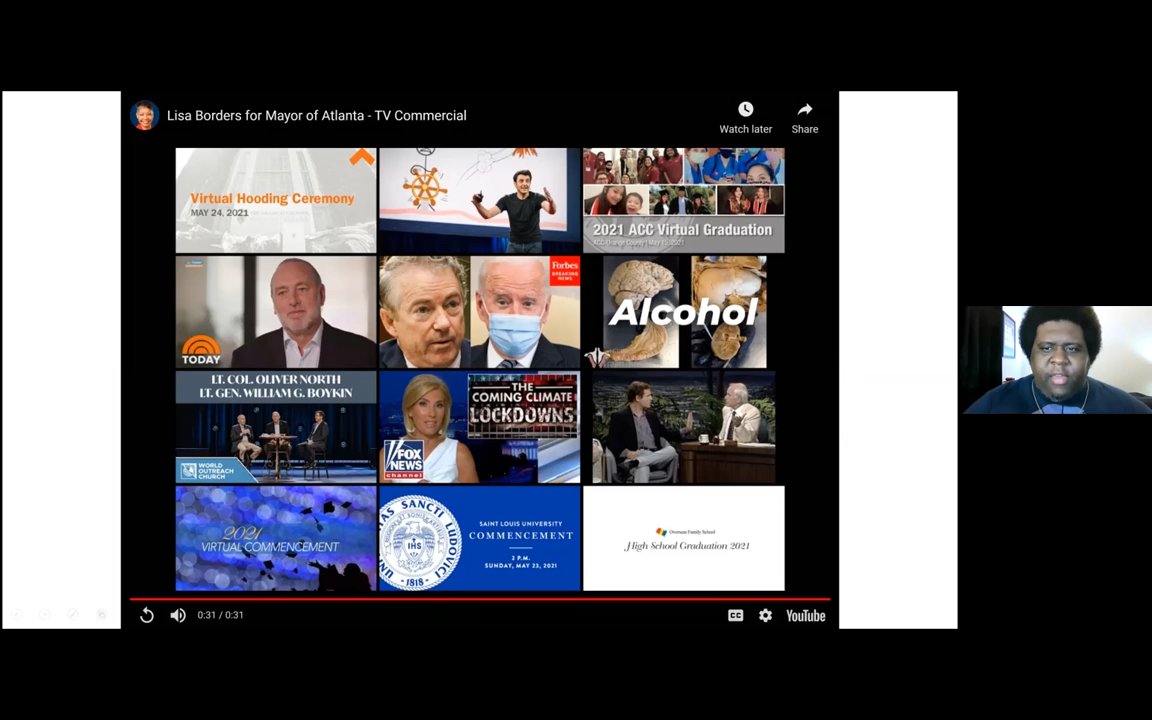 Lisa Borders for Mayor of Atlanta - TV Commercial
Watch later
Share
Virtual Hooding Ceremony
MAY 24, 2021
2021 ACC Virtual Graduation
TODAY
Forbes
BREAKING
NEWS
Alcohol
LT. COL. OLIVER NORTH
LT. GEN. WILLIAM G. BOYKIN
WORLD
OUTREACH
CHURCH
THE
COMING CLIMATE
LOCKDOWNS
FOX
NEWS
channel
2021
VIRTUAL COMMENCEMENT
SANCTI LUDOVICI
IHS
·1818·
SAINT LOUIS UNIVERSITY
COMMENCEMENT
2 P.M.
SUNDAY, MAY 23, 2021
High School Graduation 2021
0:31 / 0:31
CC
YouTube